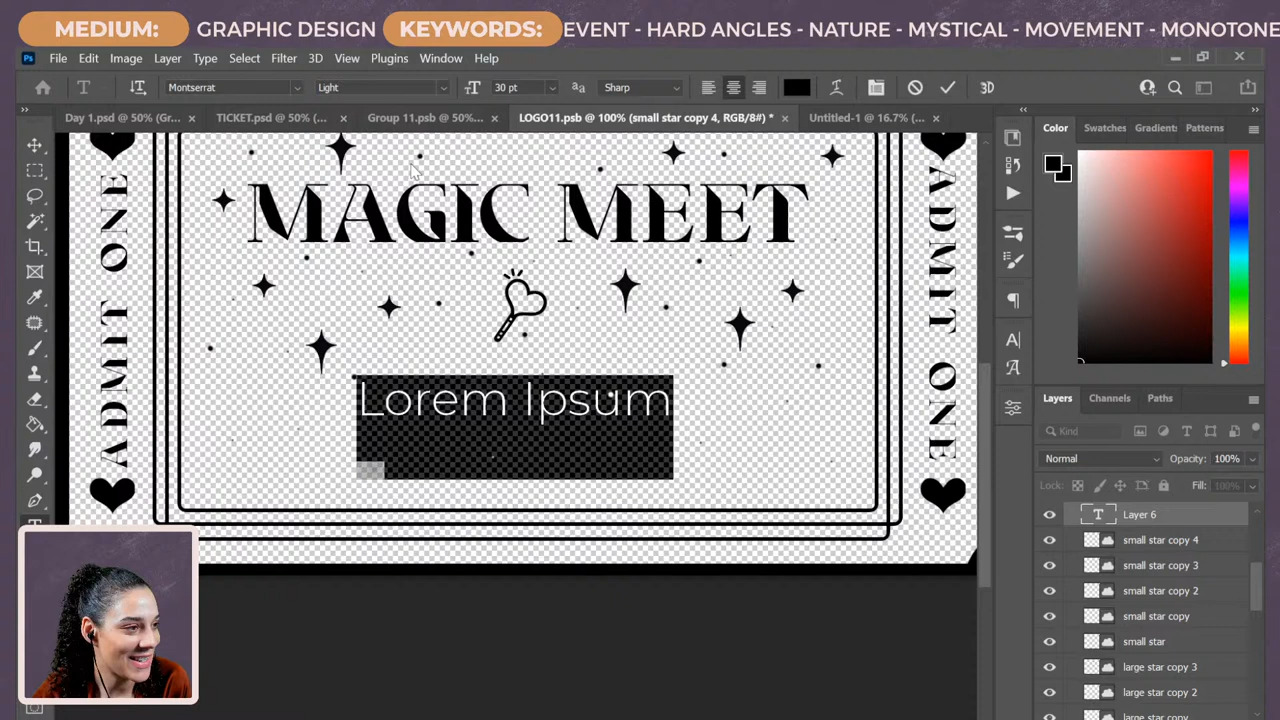 MEDIUM: GRAPHIC DESIGN KEYWORDS: EVENT - HARD ANGLES - NATURE - MYSTICAL - MOVEMENT - MONOTONE
Ps File Edit Image Layer Type Select Filter 3D View Plugins Window Help
T Montserrat Light 30 pt Sharp 3D
Day 1.psd @ 50% (Gr... TICKET.psd @ 50% (... Group 11.psb @ 50%... LOGO11.psb @ 100% (small star copy 4, RGB/8#) * Untitled-1 @ 16.7% (...
Color Swatches Gradient: Patterns
ADMIT ONE
MAGIC MEET
ADMIT ONE
Lorem Ipsum
Layers Channels Paths
Kind
Normal Opacity: 100%
Lock: Fill: 100%
T Layer 6
small star copy 4
small star copy 3
small star copy 2
small star copy
small star
large star copy 3
large star copy 2
large star copy